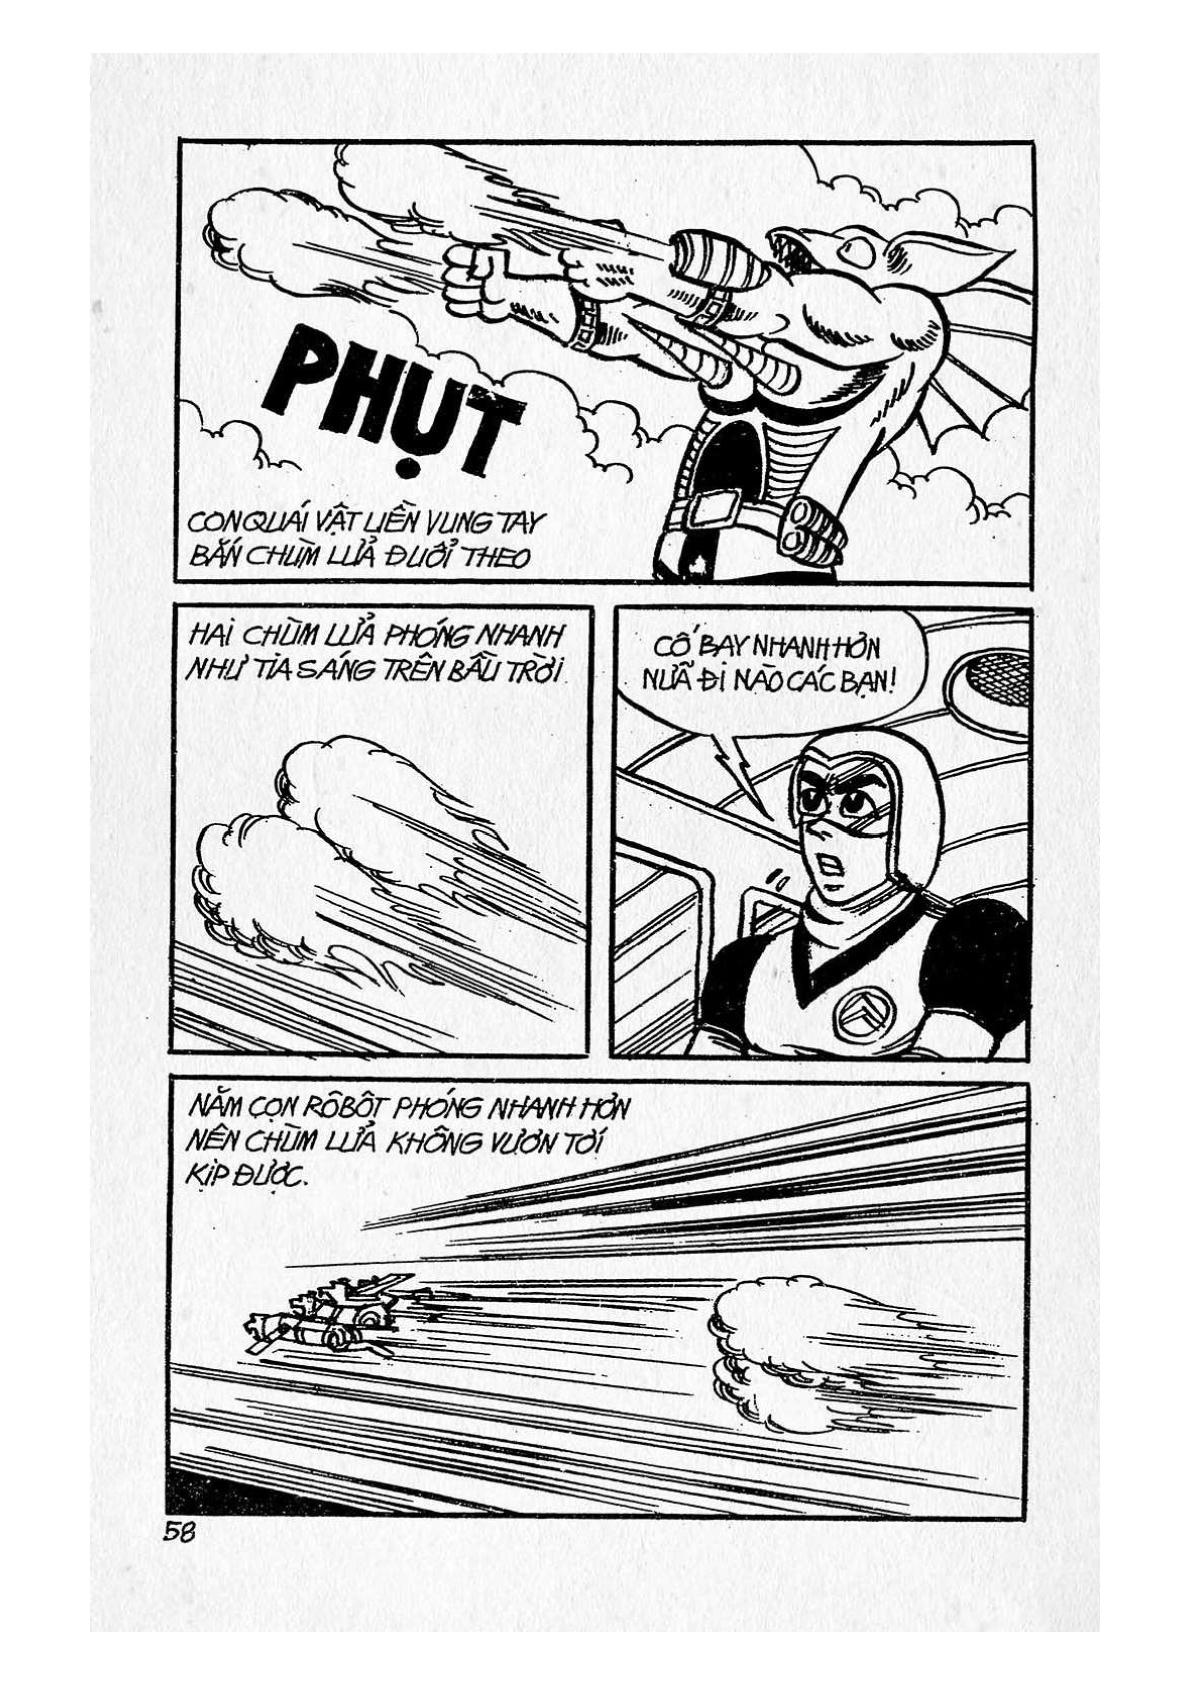 PHỤT
CON QUÁI VẬT LIỀN VUNG TAY
BẮN CHÙM LỬA ĐUỔI THEO
HAI CHÙM LỬA PHÓNG NHANH
NHƯ TIA SÁNG TRÊN BẦU TRỜI.
CỐ BAY NHANH HƠN
NỮA ĐI NÀO CÁC BẠN!
NĂM CON RÔBÔT PHÓNG NHANH HƠN
NÊN CHÙM LỬA KHÔNG VƯƠN TỚI
KỊP ĐƯỢC.
58